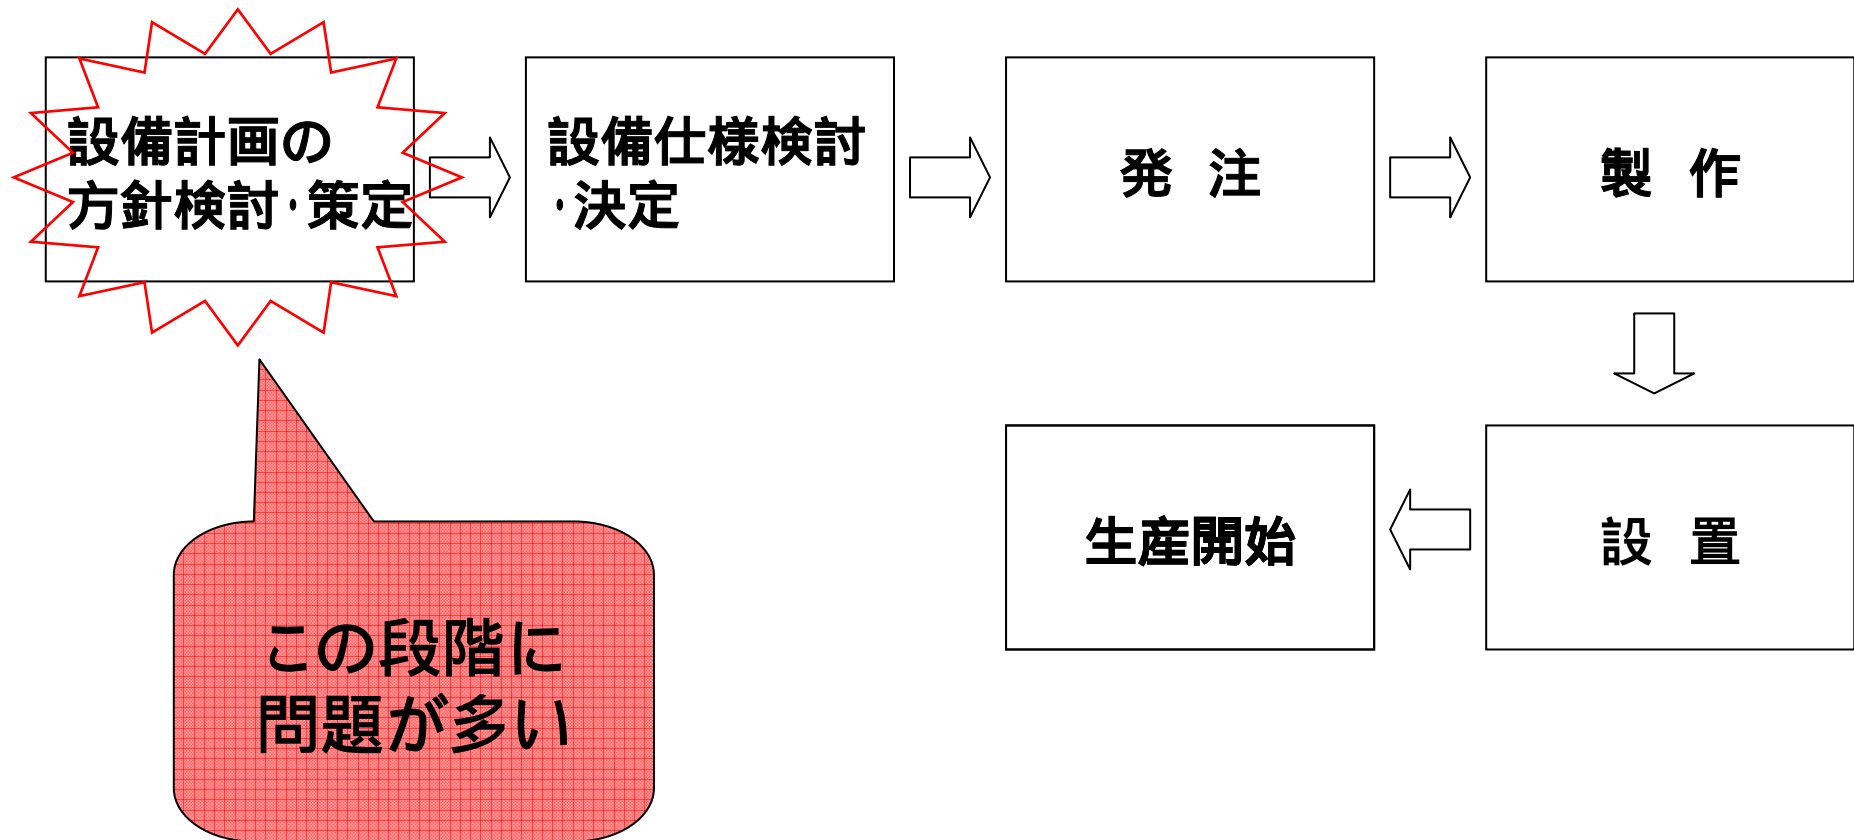 設備計画の
方針検討・策定
設備仕様検討
・決定
発 注
製 作
設 置
生産開始
この段階に
問題が多い